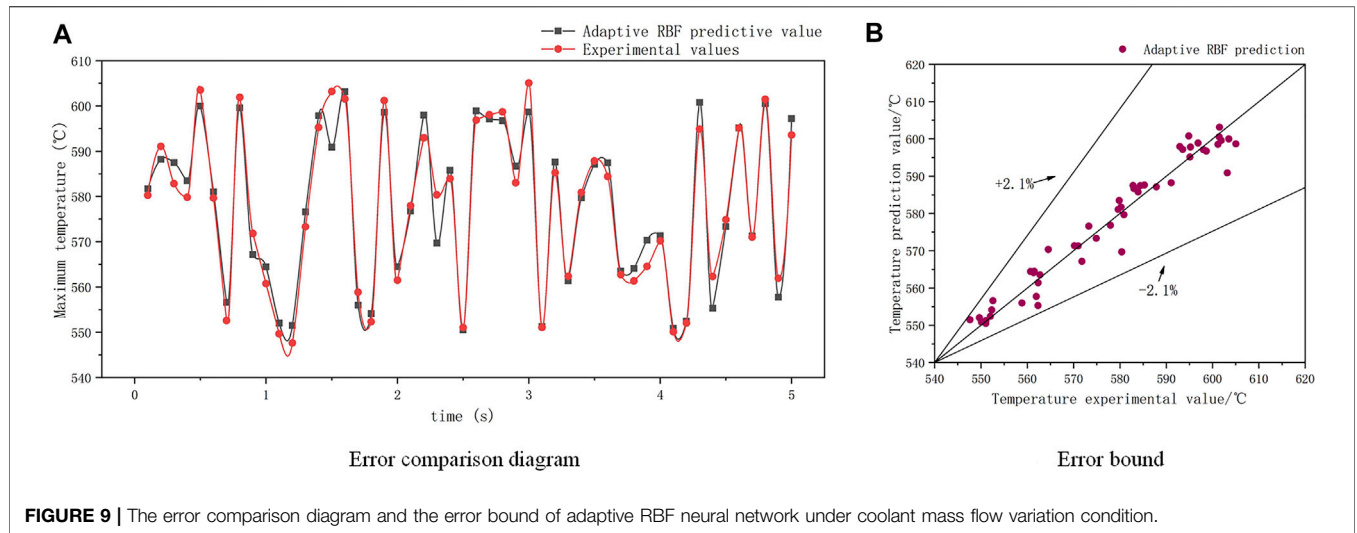 A
Adaptive RBF predictive value
Experimental values
610
600
590
580
570
560
550
540
Maximum temperature (℃)
0
1
2
3
4
5
time (s)
Error comparison diagram
B
Adaptive RBF prediction
620
610
600
590
580
570
560
550
540
Temperature prediction value/℃
+2.1%
-2.1%
540
550
560
570
580
590
600
610
620
Temperature experimental value/℃
Error bound
FIGURE 9 | The error comparison diagram and the error bound of adaptive RBF neural network under coolant mass flow variation condition.